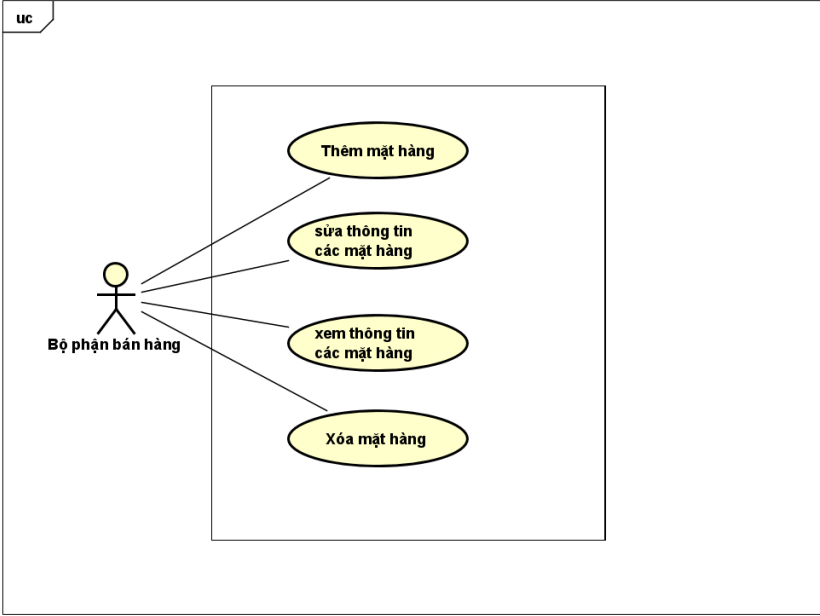 uc
Thêm mặt hàng
sửa thông tin
các mặt hàng
Bộ phận bán hàng
xem thông tin
các mặt hàng
Xóa mặt hàng